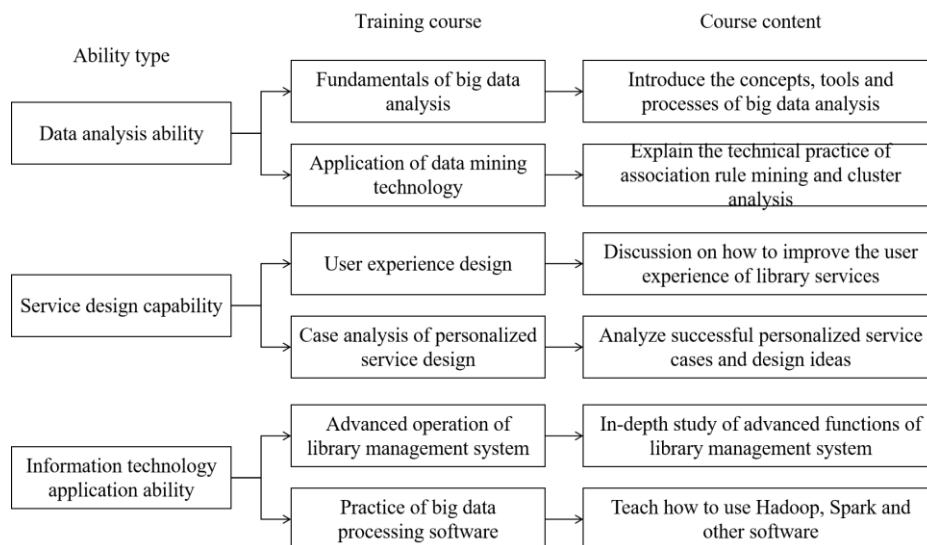 Training course
Course content
Ability type
Fundamentals of big data
analysis
Introduce the concepts, tools and
processes of big data analysis
Data analysis ability
Application of data mining
technology
Explain the technical practice of
association rule mining and cluster
analysis
User experience design
Discussion on how to improve the user
experience of library services
Service design capability
Case analysis of personalized
service design
Analyze successful personalized service
cases and design ideas
Advanced operation of
library management system
In-depth study of advanced functions of
library management system
Information technology
application ability
Practice of big data
processing software
Teach how to use Hadoop, Spark and
other software